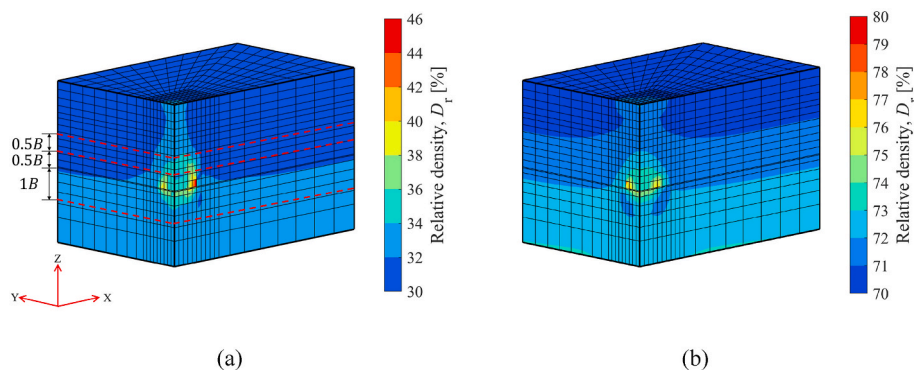 46
44
42
40
38
36
34
32
30
Relative density, Dr [%]
0.5B
0.5B
1B
Z
Y
X
(a)
80
79
78
77
76
75
74
73
72
71
70
Relative density, Dr [%]
(b)